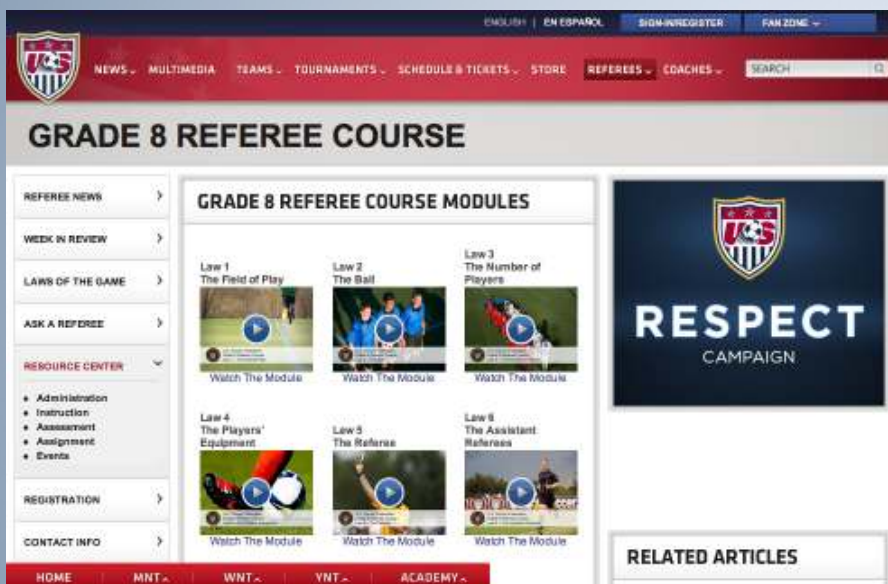 ENGLISH | EN ESPAÑOL SIGN-IN/REGISTER FAN ZONE
US
NEWS MULTIMEDIA TEAMS TOURNAMENTS SCHEDULE & TICKETS STORE REFEREES COACHES SEARCH
GRADE 8 REFEREE COURSE
REFEREE NEWS
WEEK IN REVIEW
LAWS OF THE GAME
ASK A REFEREE
RESOURCE CENTER
• Administration
• Instruction
• Assessment
• Assignment
• Events
REGISTRATION
CONTACT INFO
GRADE 8 REFEREE COURSE MODULES
Law 1
The Field of Play
Watch The Module
Law 2
The Ball
Watch The Module
Law 3
The Number of
Players
Watch The Module
Law 4
The Players'
Equipment
Watch The Module
Law 5
The Referee
Watch The Module
Law 6
The Assistant
Referees
Watch The Module
US
RESPECT
CAMPAIGN
RELATED ARTICLES
HOME MNT WNT YNT ACADEMY